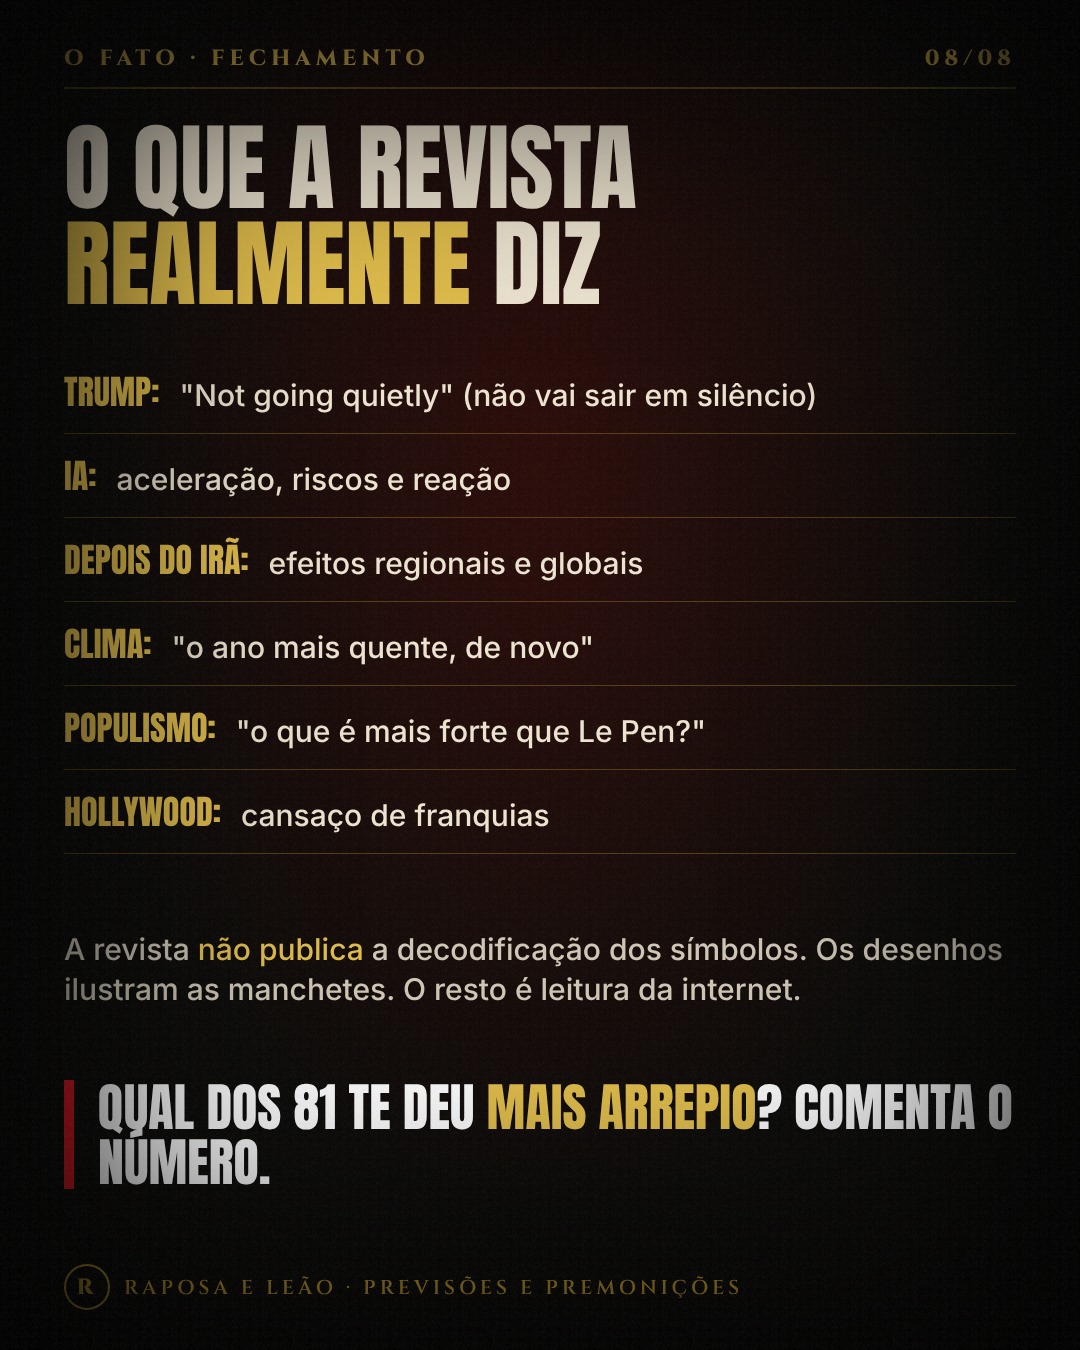 O FATO · FECHAMENTO
08/08
O QUE A REVISTA
REALMENTE DIZ
TRUMP: "Not going quietly" (não vai sair em silêncio)
IA: aceleração, riscos e reação
DEPOIS DO IRÃ: efeitos regionais e globais
CLIMA: "o ano mais quente, de novo"
POPULISMO: "o que é mais forte que Le Pen?"
HOLLYWOOD: cansaço de franquias
A revista não publica a decodificação dos símbolos. Os desenhos
ilustram as manchetes. O resto é leitura da internet.
QUAL DOS 81 TE DEU MAIS ARREPIO? COMENTA O
NÚMERO.
R RAPOSA E LEÃO · PREVISÕES E PREMONIÇÕES